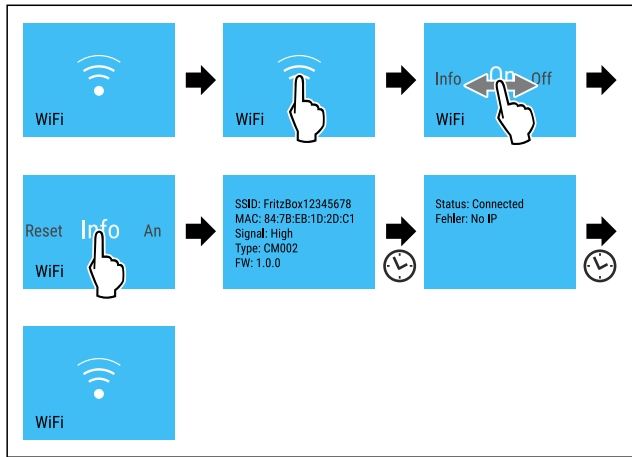 WiFi
WiFi
Info On Off
WiFi
Reset Info An
WiFi
SSID: FritzBox12345678
MAC: 84:7B:EB:1D:2D:C1
Signal: High
Type: CM002
FW: 1.0.0
Status: Connected
Fehler: No IP
WiFi